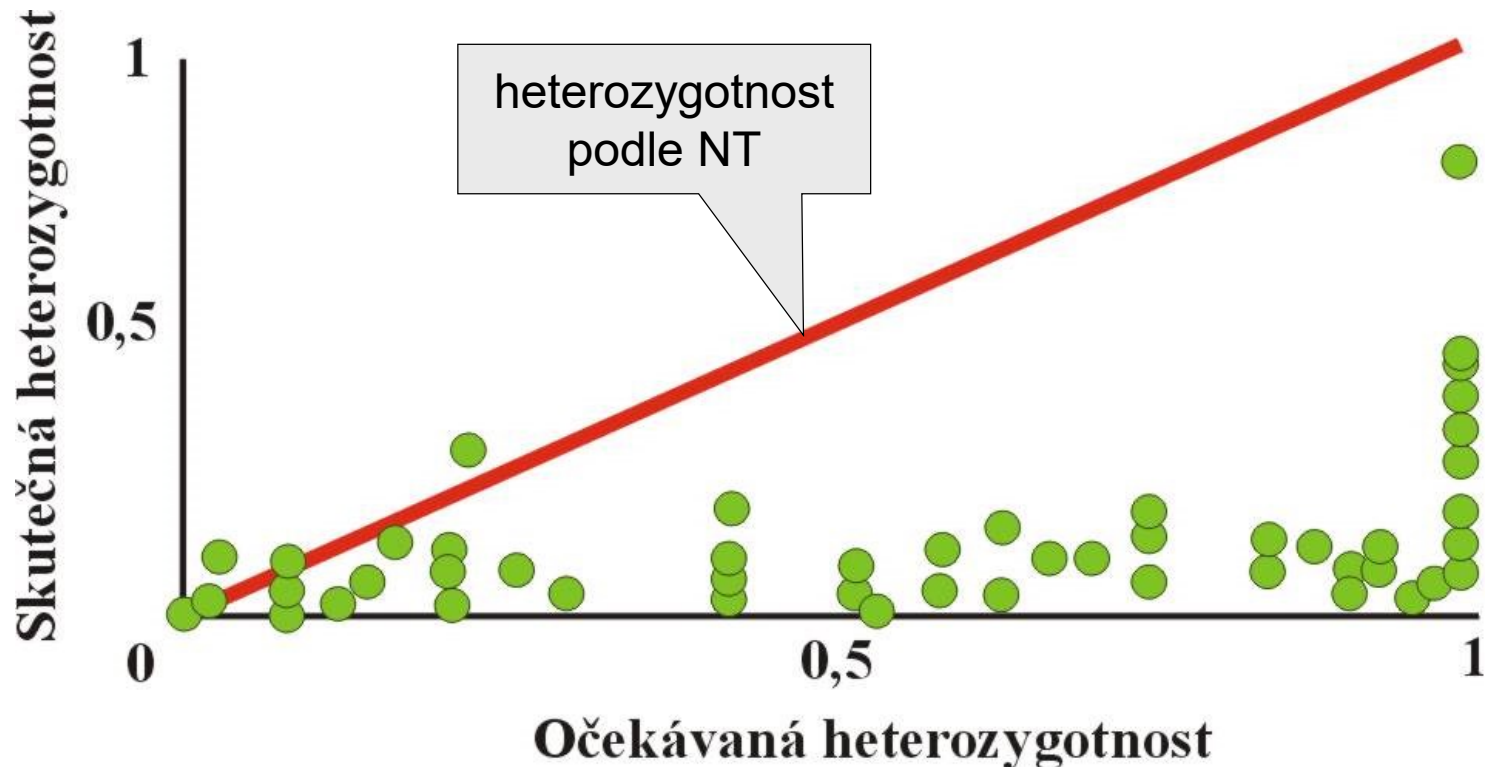 Skutečná heterozygotnost
1
0,5
0
heterozygotnost
podle NT
0,5
1
Očekávaná heterozygotnost